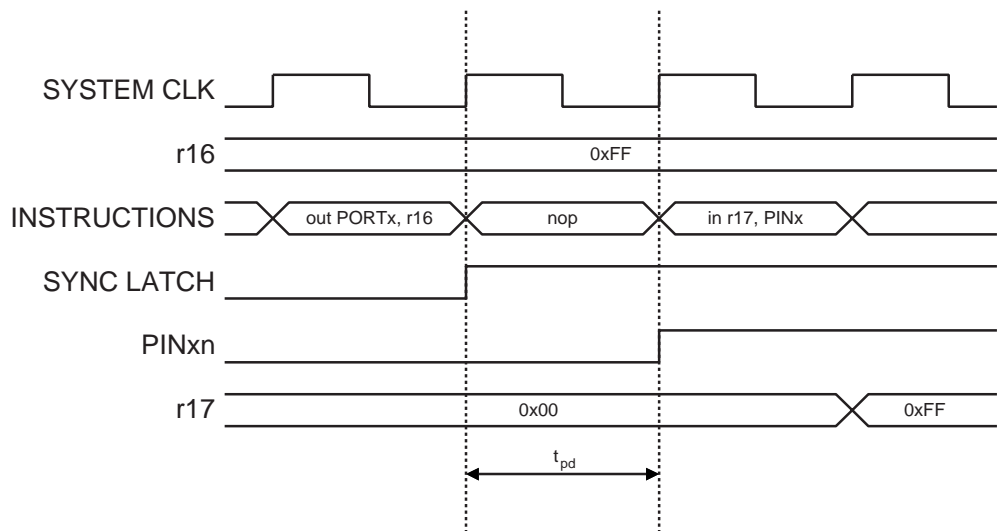 SYSTEM CLK
r16
0xFF
INSTRUCTIONS
out PORTx, r16
nop
in r17, PINx
SYNC LATCH
PINxn
r17
0x00
0xFF
tpd